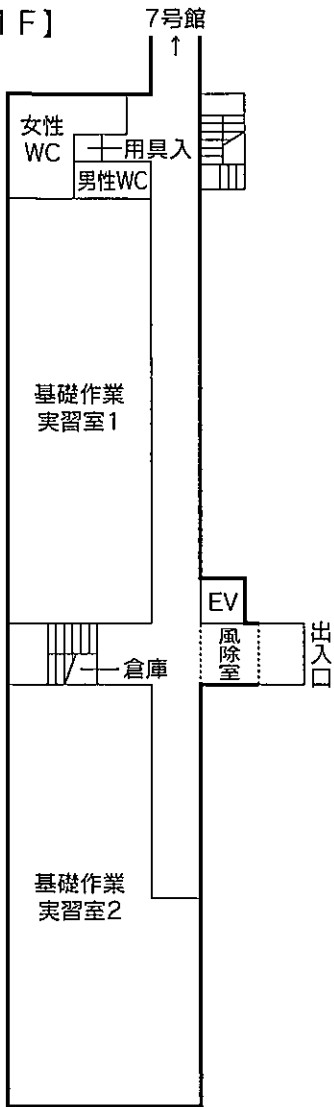 1F】
7号館
↑
女性
WC
用具入
男性WC
基礎作業
実習室1
EV
風除室
出入口
倉庫
基礎作業
実習室2